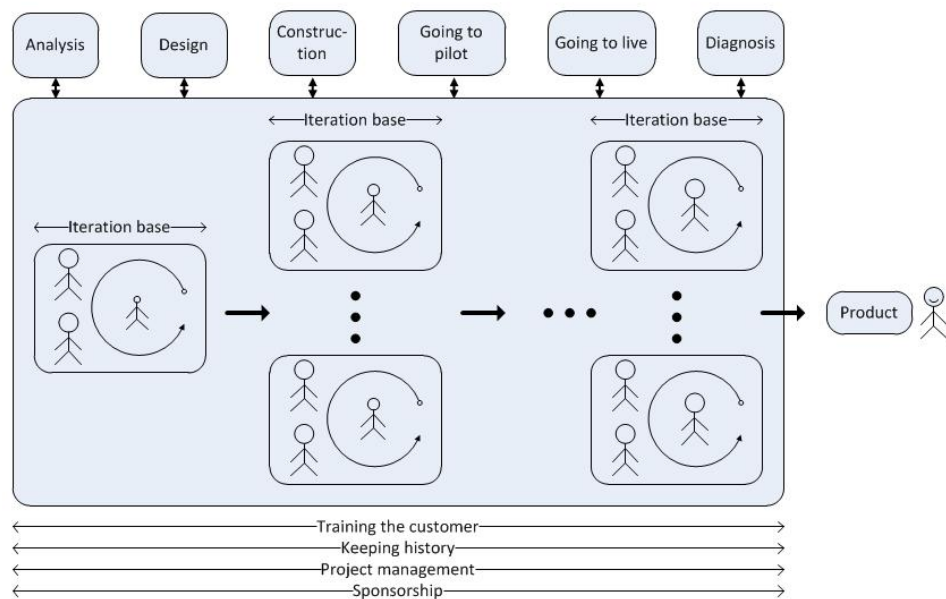 Analysis
Design
Construc-
tion
Going to
pilot
Going to live
Diagnosis
Iteration base
Iteration base
Iteration base
Product
Training the customer
Keeping history
Project management
Sponsorship